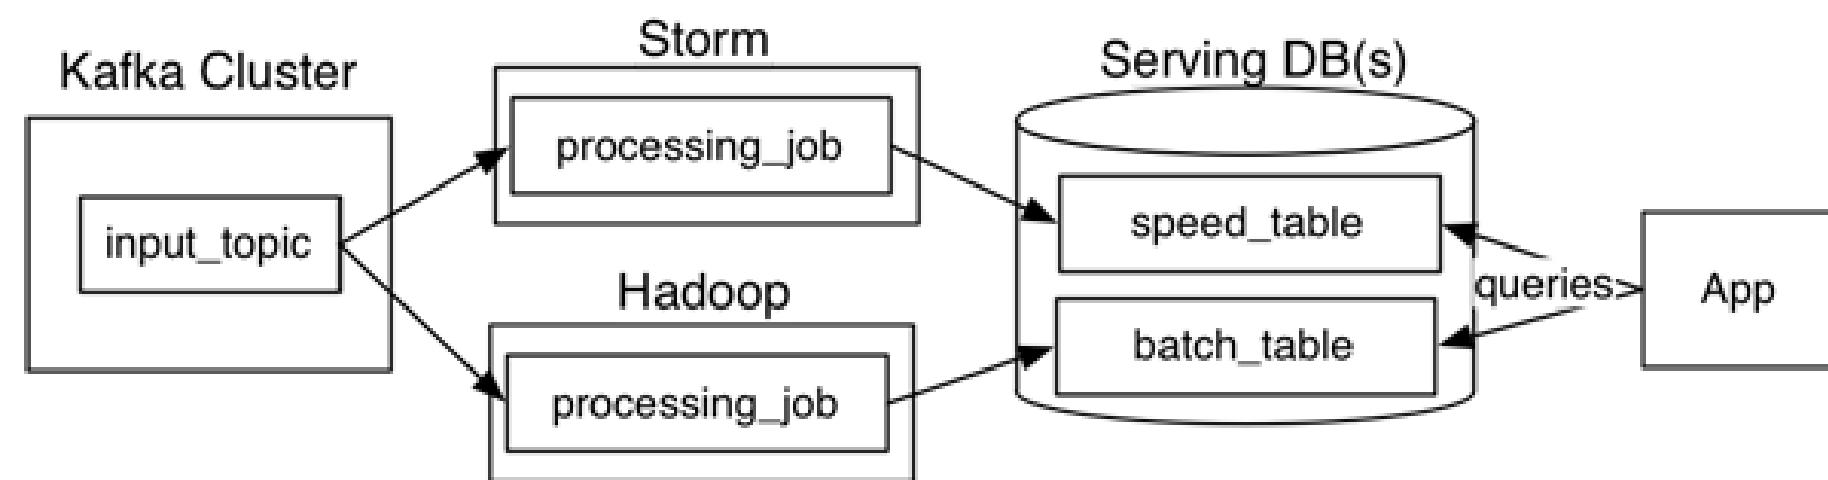 Kafka Cluster
input_topic
Storm
processing_job
Hadoop
processing_job
Serving DB(s)
speed_table
batch_table
queries
App